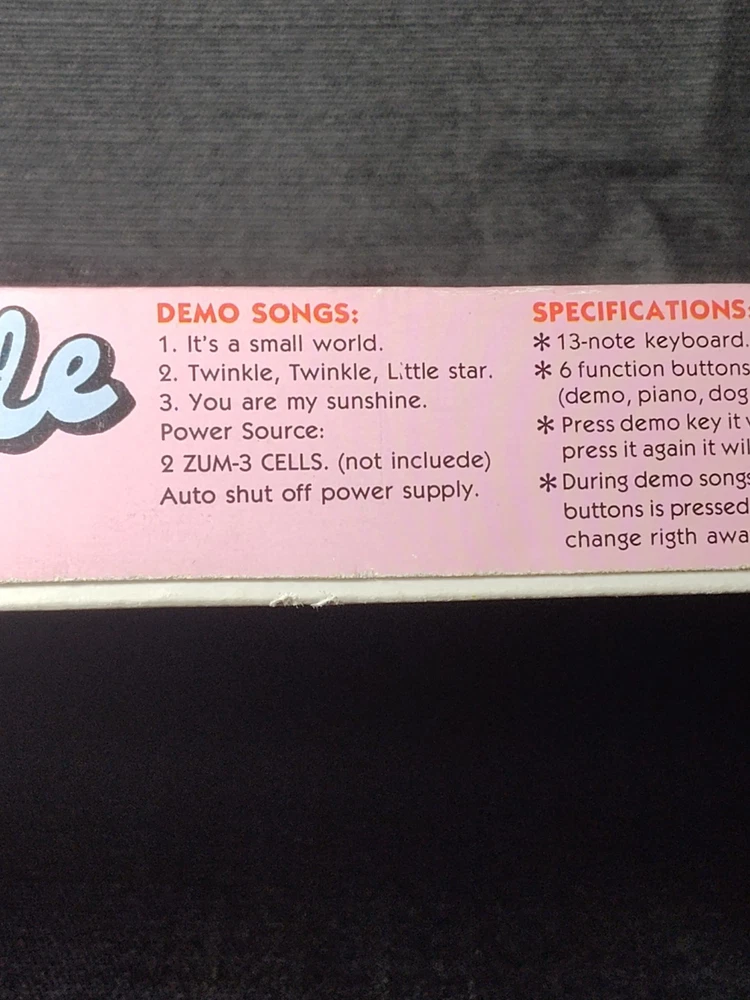 le
DEMO SONGS:
1. It's a small world.
2. Twinkle, Twinkle, Little star.
3. You are my sunshine.
Power Source:
2 ZUM-3 CELLS. (not incluede)
Auto shut off power supply.
SPECIFICATIONS:
* 13-note keyboard.
* 6 function buttons
(demo, piano, dog
* Press demo key it
press it again it wil
* During demo songs
buttons is pressed
change rigth awa